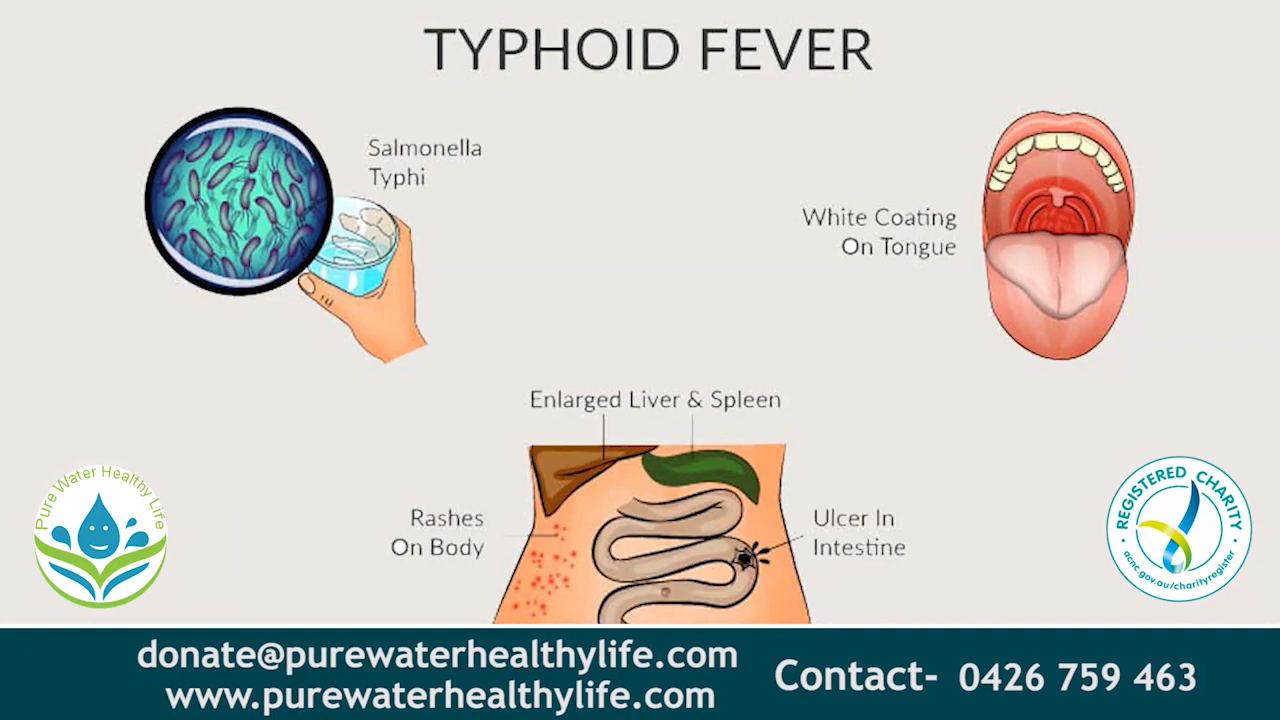 TYPHOID FEVER
Salmonella
Typhi
White Coating
On Tongue
Enlarged Liver & Spleen
Rashes
On Body
Ulcer In
Intestine
Pure Water Healthy Life
REGISTERED CHARITY
acnc.gov.au/charityregister
donate@purewaterhealthylife.com
www.purewaterhealthylife.com
Contact- 0426 759 463